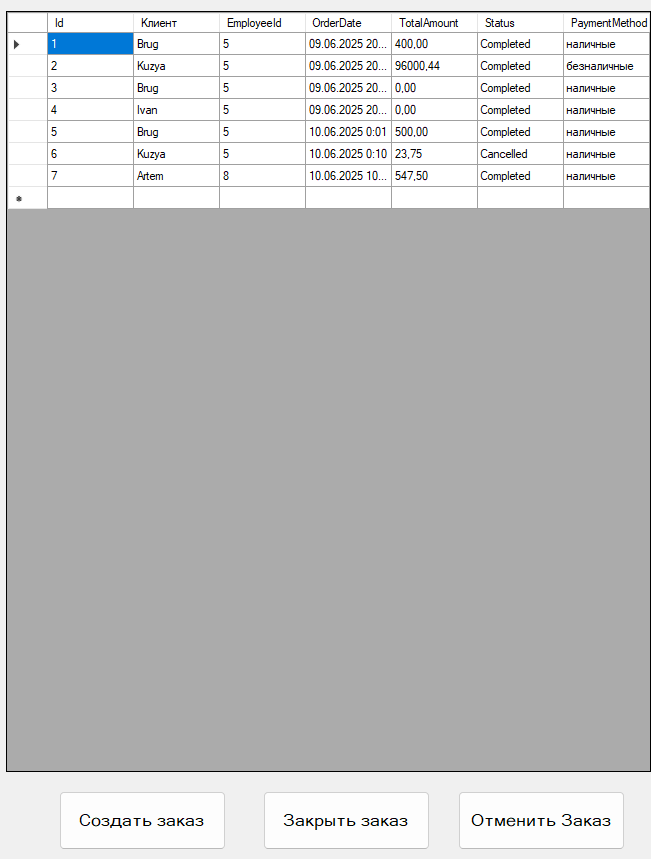 Id Клиент EmployeeId OrderDate TotalAmount Status PaymentMethod
1 Brug 5 09.06.2025 20... 400,00 Completed наличные
2 Kuzya 5 09.06.2025 20... 96000,44 Completed безналичные
3 Brug 5 09.06.2025 20... 0,00 Completed наличные
4 Ivan 5 09.06.2025 20... 0,00 Completed наличные
5 Brug 5 10.06.2025 0:01 500,00 Completed наличные
6 Kuzya 5 10.06.2025 0:10 23,75 Cancelled наличные
7 Artem 8 10.06.2025 10... 547,50 Completed наличные
Создать заказ Закрыть заказ Отменить Заказ